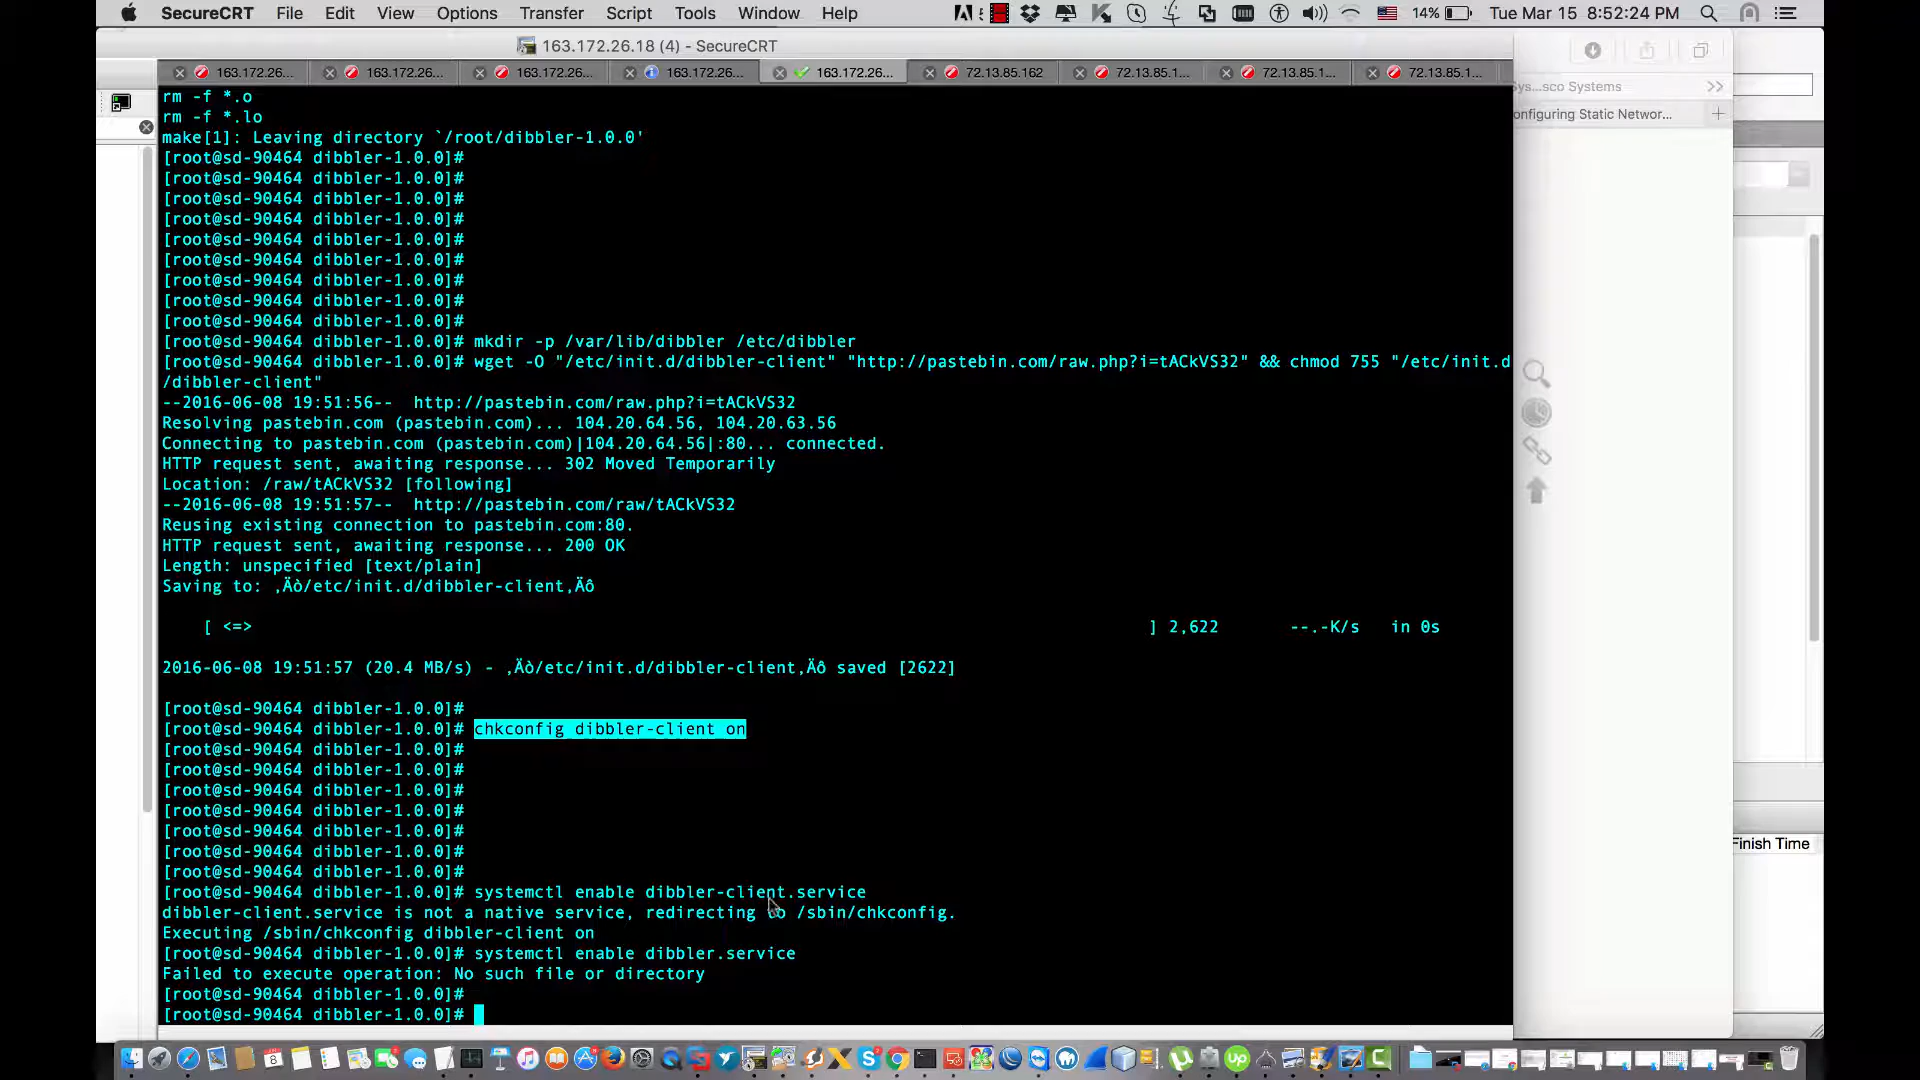 SecureCRT File Edit View Options Transfer Script Tools Window Help 14% Tue Mar 15 8:52:24 PM
163.172.26.18 (4) - SecureCRT
163.172.26... 163.172.26... 163.172.26... 163.172.26... 163.172.26... 72.13.85.162 72.13.85.1... 72.13.85.1... 72.13.85.1...
Sys...sco Systems
onfiguring Static Networ...
rm -f *.o
rm -f *.lo
make[1]: Leaving directory `/root/dibbler-1.0.0'
[root@sd-90464 dibbler-1.0.0]#
[root@sd-90464 dibbler-1.0.0]#
[root@sd-90464 dibbler-1.0.0]#
[root@sd-90464 dibbler-1.0.0]#
[root@sd-90464 dibbler-1.0.0]#
[root@sd-90464 dibbler-1.0.0]#
[root@sd-90464 dibbler-1.0.0]#
[root@sd-90464 dibbler-1.0.0]#
[root@sd-90464 dibbler-1.0.0]#
[root@sd-90464 dibbler-1.0.0]# mkdir -p /var/lib/dibbler /etc/dibbler
[root@sd-90464 dibbler-1.0.0]# wget -O "/etc/init.d/dibbler-client" "http://pastebin.com/raw.php?i=tACkVS32" && chmod 755 "/etc/init.d
/dibbler-client"
--2016-06-08 19:51:56--  http://pastebin.com/raw.php?i=tACkVS32
Resolving pastebin.com (pastebin.com)... 104.20.64.56, 104.20.63.56
Connecting to pastebin.com (pastebin.com)|104.20.64.56|:80... connected.
HTTP request sent, awaiting response... 302 Moved Temporarily
Location: /raw/tACkVS32 [following]
--2016-06-08 19:51:57--  http://pastebin.com/raw/tACkVS32
Reusing existing connection to pastebin.com:80.
HTTP request sent, awaiting response... 200 OK
Length: unspecified [text/plain]
Saving to: ‚Äò/etc/init.d/dibbler-client‚Äô
[ <=> ] 2,622 --.-K/s in 0s
2016-06-08 19:51:57 (20.4 MB/s) - ‚Äò/etc/init.d/dibbler-client‚Äô saved [2622]
[root@sd-90464 dibbler-1.0.0]#
[root@sd-90464 dibbler-1.0.0]# chkconfig dibbler-client on
[root@sd-90464 dibbler-1.0.0]#
[root@sd-90464 dibbler-1.0.0]#
[root@sd-90464 dibbler-1.0.0]#
[root@sd-90464 dibbler-1.0.0]#
[root@sd-90464 dibbler-1.0.0]#
[root@sd-90464 dibbler-1.0.0]#
[root@sd-90464 dibbler-1.0.0]#
[root@sd-90464 dibbler-1.0.0]# systemctl enable dibbler-client.service
dibbler-client.service is not a native service, redirecting to /sbin/chkconfig.
Executing /sbin/chkconfig dibbler-client on
[root@sd-90464 dibbler-1.0.0]# systemctl enable dibbler.service
Failed to execute operation: No such file or directory
[root@sd-90464 dibbler-1.0.0]#
[root@sd-90464 dibbler-1.0.0]#
Finish Time